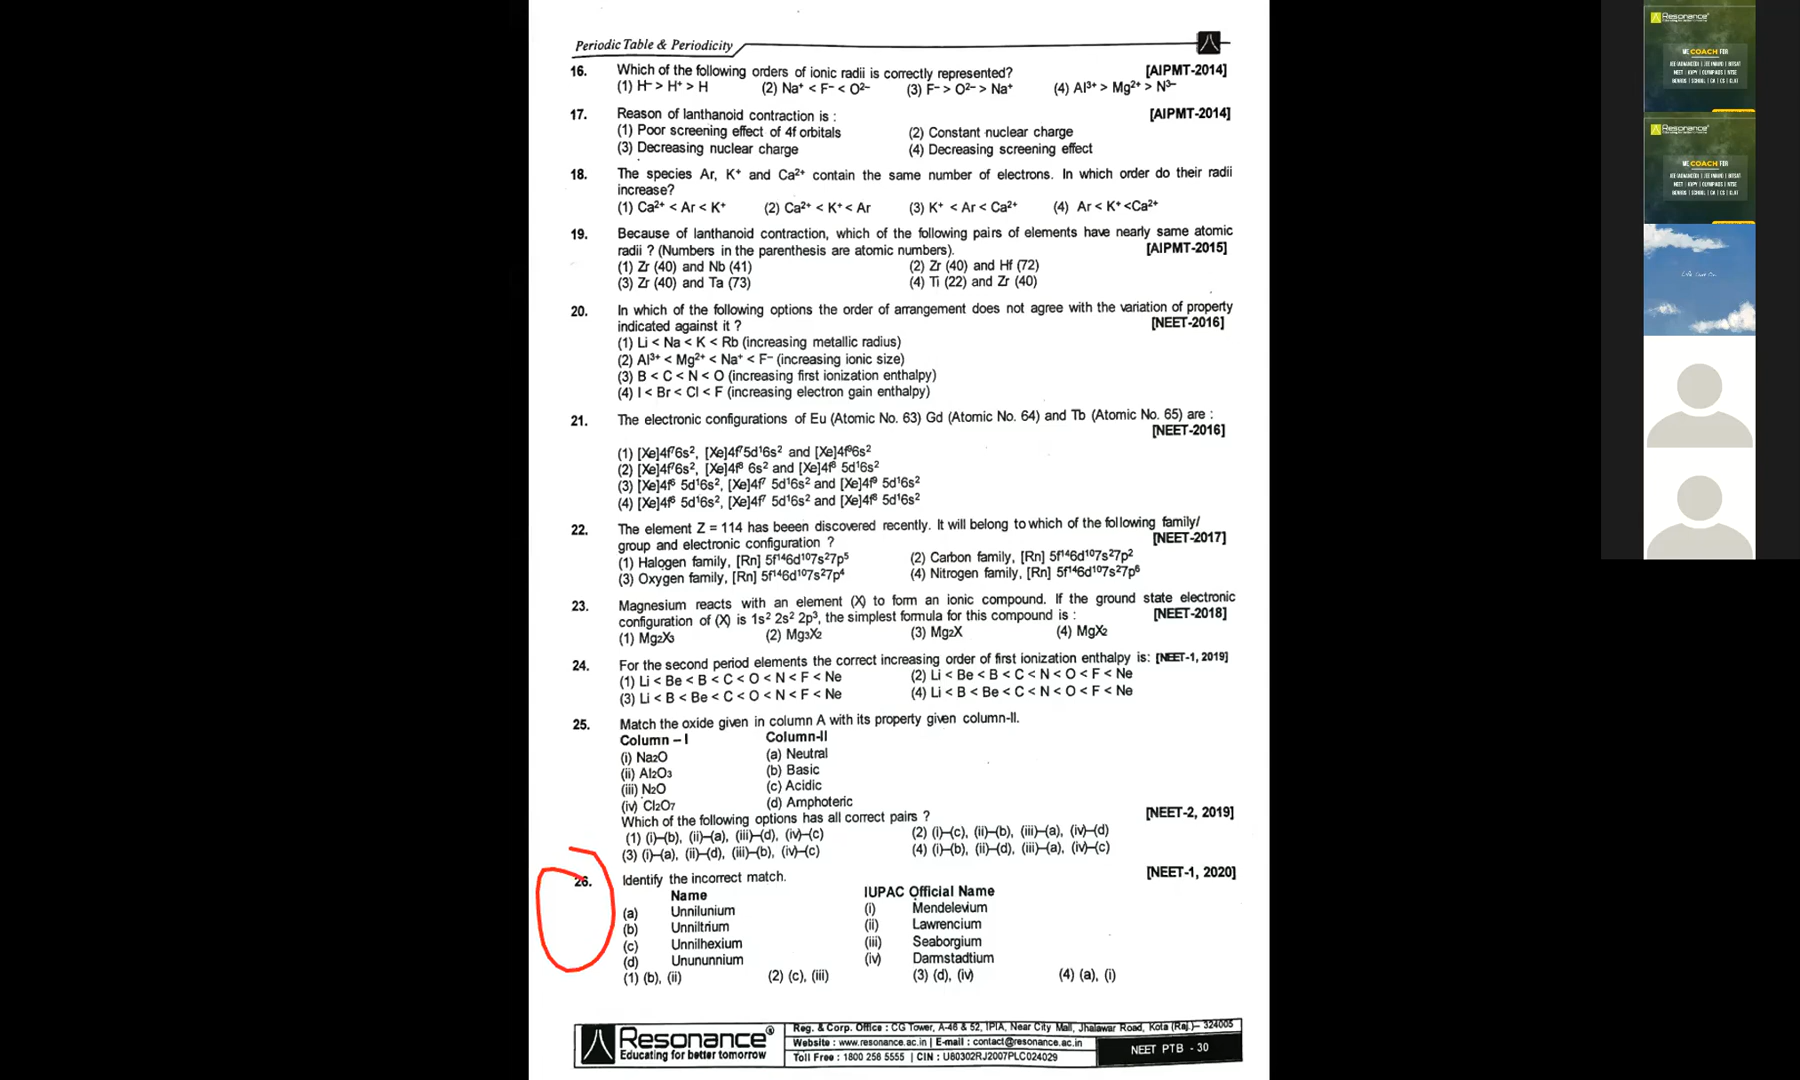 Periodic Table & Periodicity
16. Which of the following orders of ionic radii is correctly represented? [AIPMT-2014]
(1) H⁻ > H⁺ > H (2) Na⁺ < F⁻ < O²⁻ (3) F⁻ > O²⁻ > Na⁺ (4) Al³⁺ > Mg²⁺ > N³⁻
17. Reason of lanthanoid contraction is : [AIPMT-2014]
(1) Poor screening effect of 4f orbitals (2) Constant nuclear charge
(3) Decreasing nuclear charge (4) Decreasing screening effect
18. The species Ar, K⁺ and Ca²⁺ contain the same number of electrons. In which order do their radii
increase?
(1) Ca²⁺ < Ar < K⁺ (2) Ca²⁺ < K⁺ < Ar (3) K⁺ < Ar < Ca²⁺ (4) Ar < K⁺ <Ca²⁺
19. Because of lanthanoid contraction, which of the following pairs of elements have nearly same atomic
radii ? (Numbers in the parenthesis are atomic numbers). [AIPMT-2015]
(1) Zr (40) and Nb (41) (2) Zr (40) and Hf (72)
(3) Zr (40) and Ta (73) (4) Ti (22) and Zr (40)
20. In which of the following options the order of arrangement does not agree with the variation of property
indicated against it ? [NEET-2016]
(1) Li < Na < K < Rb (increasing metallic radius)
(2) Al³⁺ < Mg²⁺ < Na⁺ < F⁻ (increasing ionic size)
(3) B < C < N < O (increasing first ionization enthalpy)
(4) I < Br < Cl < F (increasing electron gain enthalpy)
21. The electronic configurations of Eu (Atomic No. 63) Gd (Atomic No. 64) and Tb (Atomic No. 65) are :
[NEET-2016]
(1) [Xe]4f⁷6s², [Xe]4f⁷5d¹6s² and [Xe]4f⁹6s²
(2) [Xe]4f⁷6s², [Xe]4f⁸ 6s² and [Xe]4f⁸ 5d¹6s²
(3) [Xe]4f⁶ 5d¹6s², [Xe]4f⁷ 5d¹6s² and [Xe]4f⁹ 5d¹6s²
(4) [Xe]4f⁶ 5d¹6s², [Xe]4f⁷ 5d¹6s² and [Xe]4f⁸ 5d¹6s²
22. The element Z = 114 has beeen discovered recently. It will belong to which of the following family/
group and electronic configuration ? [NEET-2017]
(1) Halogen family, [Rn] 5f¹⁴6d¹⁰7s²7p⁵ (2) Carbon family, [Rn] 5f¹⁴6d¹⁰7s²7p²
(3) Oxygen family, [Rn] 5f¹⁴6d¹⁰7s²7p⁴ (4) Nitrogen family, [Rn] 5f¹⁴6d¹⁰7s²7p⁶
23. Magnesium reacts with an element (X) to form an ionic compound. If the ground state electronic
configuration of (X) is 1s² 2s² 2p³, the simplest formula for this compound is : [NEET-2018]
(1) Mg₂X₃ (2) Mg₃X₂ (3) Mg₂X (4) MgX₂
24. For the second period elements the correct increasing order of first ionization enthalpy is: [NEET-1, 2019]
(1) Li < Be < B < C < O < N < F < Ne (2) Li < Be < B < C < N < O < F < Ne
(3) Li < B < Be < C < O < N < F < Ne (4) Li < B < Be < C < N < O < F < Ne
25. Match the oxide given in column A with its property given column-II.
Column – I Column-II
(i) Na₂O (a) Neutral
(ii) Al₂O₃ (b) Basic
(iii) N₂O (c) Acidic
(iv) Cl₂O₇ (d) Amphoteric
Which of the following options has all correct pairs ? [NEET-2, 2019]
(1) (i)–(b), (ii)–(a), (iii)–(d), (iv)–(c) (2) (i)–(c), (ii)–(b), (iii)–(a), (iv)–(d)
(3) (i)–(a), (ii)–(d), (iii)–(b), (iv)–(c) (4) (i)–(b), (ii)–(d), (iii)–(a), (iv)–(c)
26. Identify the incorrect match. [NEET-1, 2020]
Name IUPAC Official Name
(a) Unnilunium (i) Mendelevium
(b) Unniltrium (ii) Lawrencium
(c) Unnilhexium (iii) Seaborgium
(d) Unununnium (iv) Darmstadtium
(1) (b), (ii) (2) (c), (iii) (3) (d), (iv) (4) (a), (i)
Resonance®
Educating for better tomorrow
Reg. & Corp. Office : CG Tower, A-46 & 52, IPIA, Near City Mall, Jhalawar Road, Kota (Raj.)– 324005
Website : www.resonance.ac.in | E-mail : contact@resonance.ac.in
Toll Free : 1800 258 5555 | CIN : U80302RJ2007PLC024029
NEET PTB - 30
Resonance
WE COACH FOR
Resonance
WE COACH FOR